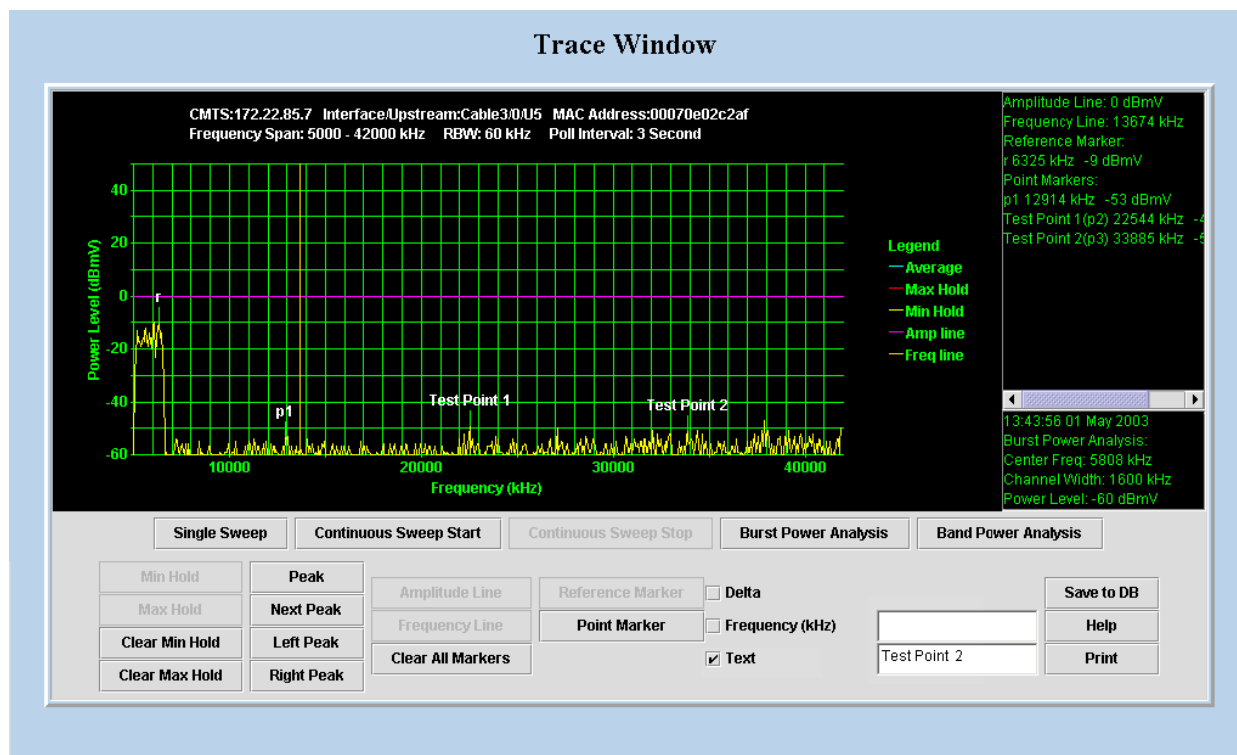 Trace Window
CMTS:172.22.85.7 Interface/Upstream:Cable3/0/U5 MAC Address:00070e02c2af
Frequency Span: 5000 - 42000 kHz RBW: 60 kHz Poll Interval: 3 Second
40
20
0
-20
-40
-60
Power Level (dBmV)
r
p1
Test Point 1
Test Point 2
10000
20000
30000
40000
Frequency (kHz)
Legend
Average
Max Hold
Min Hold
Amp line
Freq line
Amplitude Line: 0 dBmV
Frequency Line: 13674 kHz
Reference Marker:
r 6325 kHz -9 dBmV
Point Markers:
p1 12914 kHz -53 dBmV
Test Point 1(p2) 22544 kHz
Test Point 2(p3) 33885 kHz
13:43:56 01 May 2003
Burst Power Analysis:
Center Freq: 5808 kHz
Channel Width: 1600 kHz
Power Level: -60 dBmV
Single Sweep
Continuous Sweep Start
Continuous Sweep Stop
Burst Power Analysis
Band Power Analysis
Min Hold
Max Hold
Clear Min Hold
Clear Max Hold
Peak
Next Peak
Left Peak
Right Peak
Amplitude Line
Frequency Line
Clear All Markers
Reference Marker
Point Marker
Delta
Frequency (kHz)
Text
Test Point 2
Save to DB
Help
Print